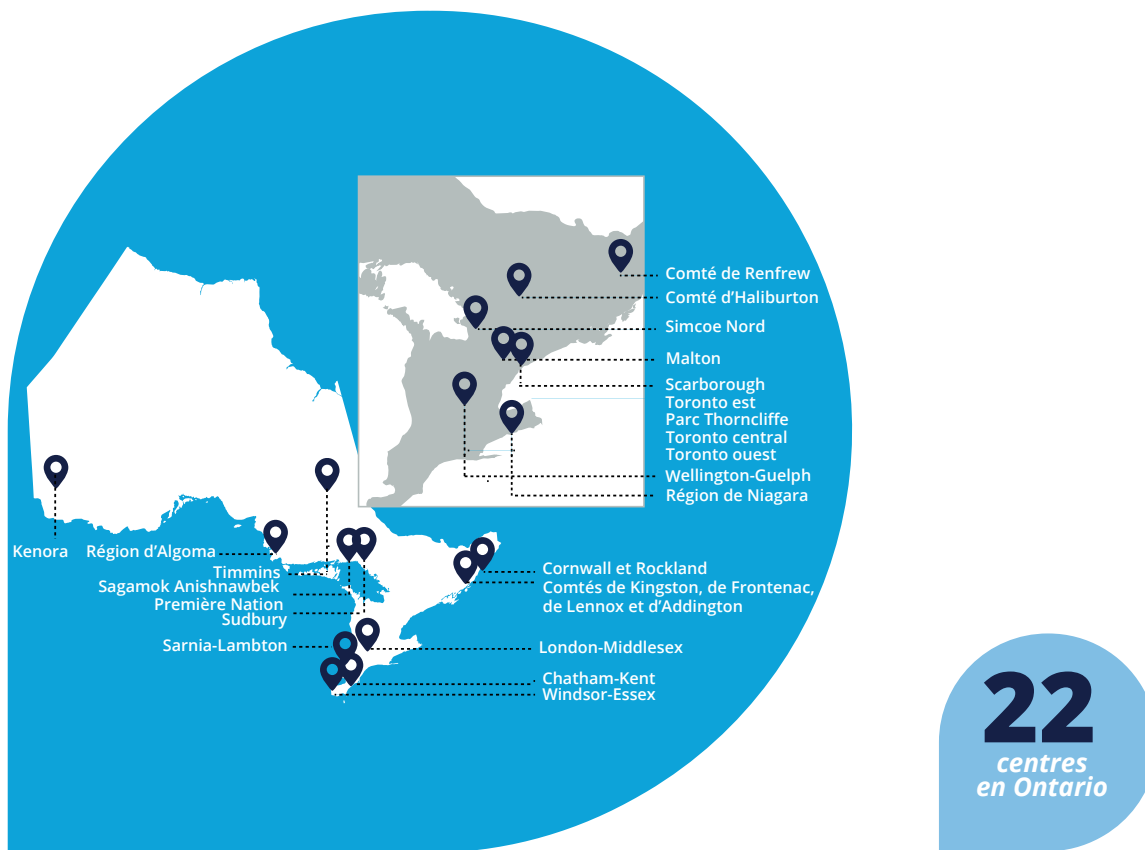 Comté de Renfrew
Comté d’Haliburton
Simcoe Nord
Malton
Scarborough
Toronto est
Parc Thorncliffe
Toronto central
Toronto ouest
Wellington-Guelph
Région de Niagara
Kenora
Région d’Algoma
Timmins
Sagamok Anishnawbek
Première Nation
Sudbury
Sarnia-Lambton
Cornwall et Rockland
Comtés de Kingston, de Frontenac,
de Lennox et d’Addington
London-Middlesex
Chatham-Kent
Windsor-Essex
22
centres
en Ontario